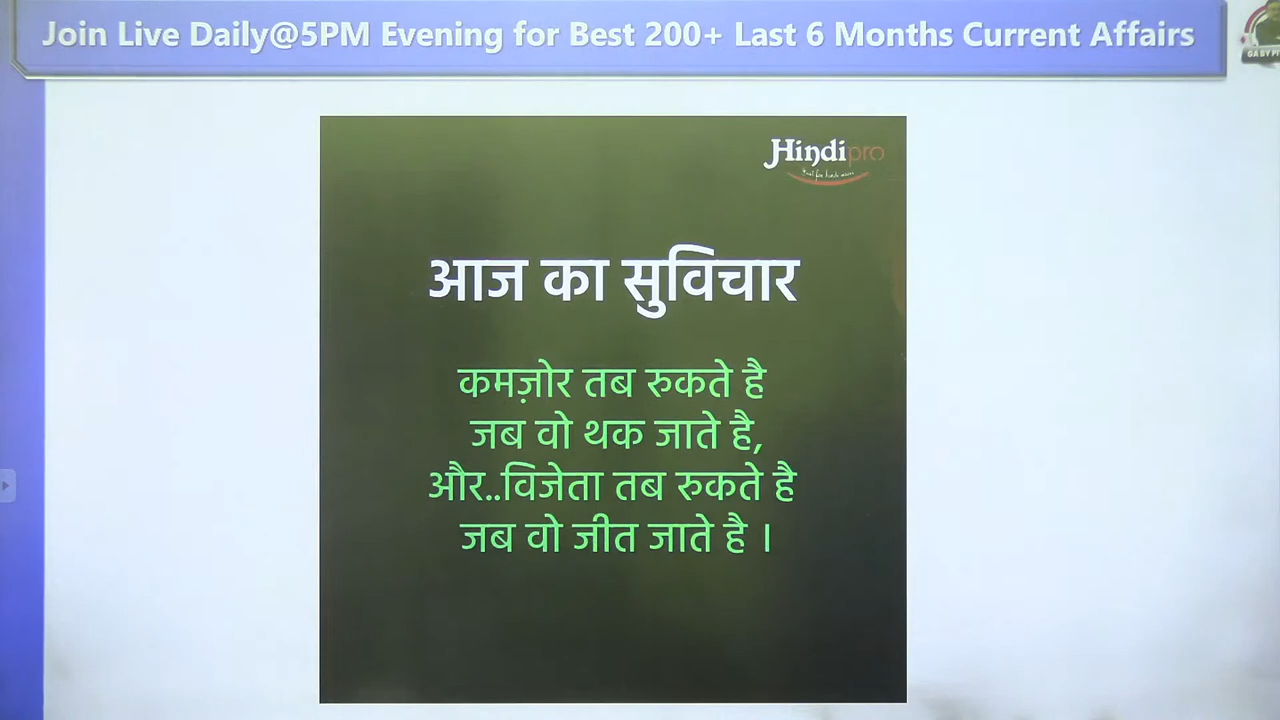 Join Live Daily@5PM Evening for Best 200+ Last 6 Months Current Affairs
Hindipro
आज का सुविचार
कमज़ोर तब रुकते है
जब वो थक जाते है,
और..विजेता तब रुकते है
जब वो जीत जाते है ।